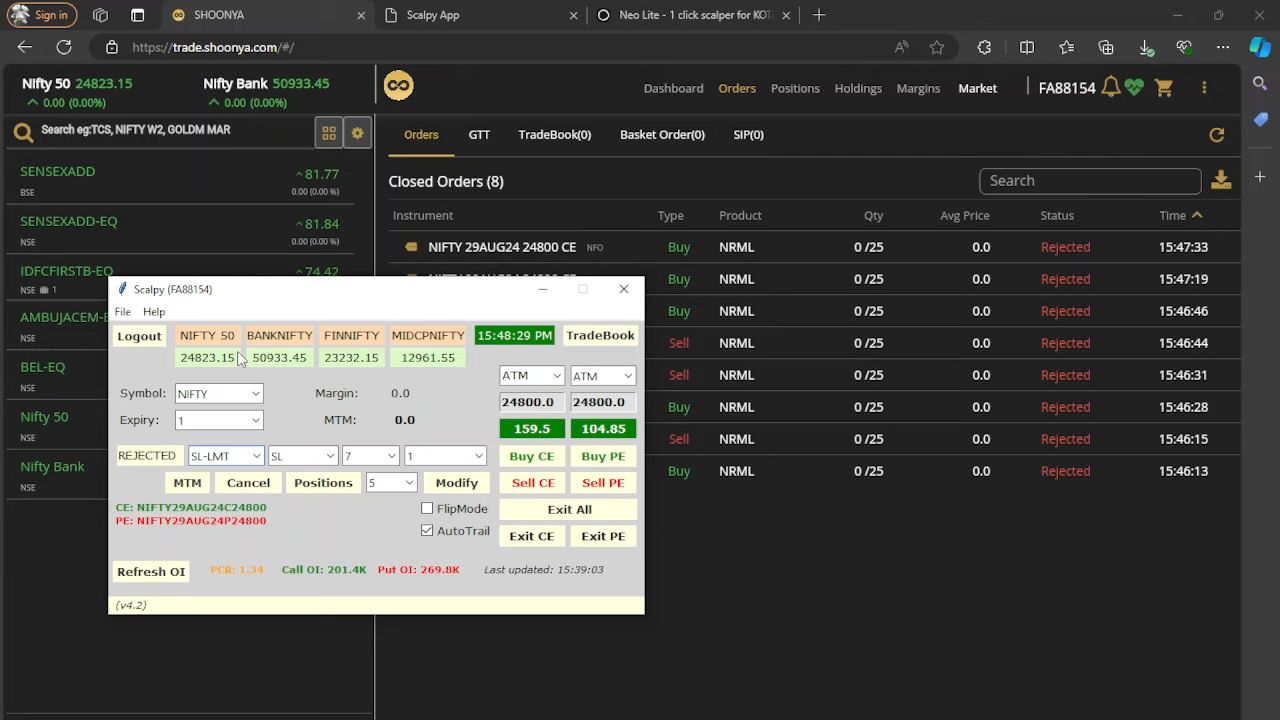 Sign in
SHOONYA
Scalpy App
Neo Lite - 1 click scalper for KOT
https://trade.shoonya.com/#/
Nifty 50 24823.15
0.00 (0.00%)
Nifty Bank 50933.45
0.00 (0.00%)
Dashboard
Orders
Positions
Holdings
Margins
Market
FA88154
Search eg:TCS, NIFTY W2, GOLDM MAR
Orders
GTT
TradeBook(0)
Basket Order(0)
SIP(0)
SENSEXADD
81.77
BSE
0.00 (0.00 %)
SENSEXADD-EQ
81.84
NSE
0.00 (0.00 %)
IDFCFIRSTB-EQ
74.42
NSE 1
AMBUJACEM-E
NSE
BEL-EQ
NSE
Nifty 50
NSE
Nifty Bank
NSE
Closed Orders (8)
Search
Instrument
Type
Product
Qty
Avg Price
Status
Time
NIFTY 29AUG24 24800 CE NFO
Buy
NRML
0 /25
0.0
Rejected
15:47:33
Buy
NRML
0 /25
0.0
Rejected
15:47:19
Buy
NRML
0 /25
0.0
Rejected
15:46:46
Sell
NRML
0 /25
0.0
Rejected
15:46:44
Sell
NRML
0 /25
0.0
Rejected
15:46:31
Buy
NRML
0 /25
0.0
Rejected
15:46:28
Sell
NRML
0 /25
0.0
Rejected
15:46:15
Buy
NRML
0 /25
0.0
Rejected
15:46:13
Scalpy (FA88154)
File
Help
Logout
NIFTY 50
BANKNIFTY
FINNIFTY
MIDCPNIFTY
15:48:29 PM
TradeBook
24823.15
50933.45
23232.15
12961.55
ATM
ATM
Symbol:
NIFTY
Margin:
0.0
24800.0
24800.0
Expiry:
1
MTM:
0.0
159.5
104.85
REJECTED
SL-LMT
SL
7
1
Buy CE
Buy PE
MTM
Cancel
Positions
5
Modify
Sell CE
Sell PE
CE: NIFTY29AUG24C24800
PE: NIFTY29AUG24P24800
FlipMode
Exit All
AutoTrail
Exit CE
Exit PE
Refresh OI
PCR: 1.34
Call OI: 201.4K
Put OI: 269.8K
Last updated: 15:39:03
(v4.2)